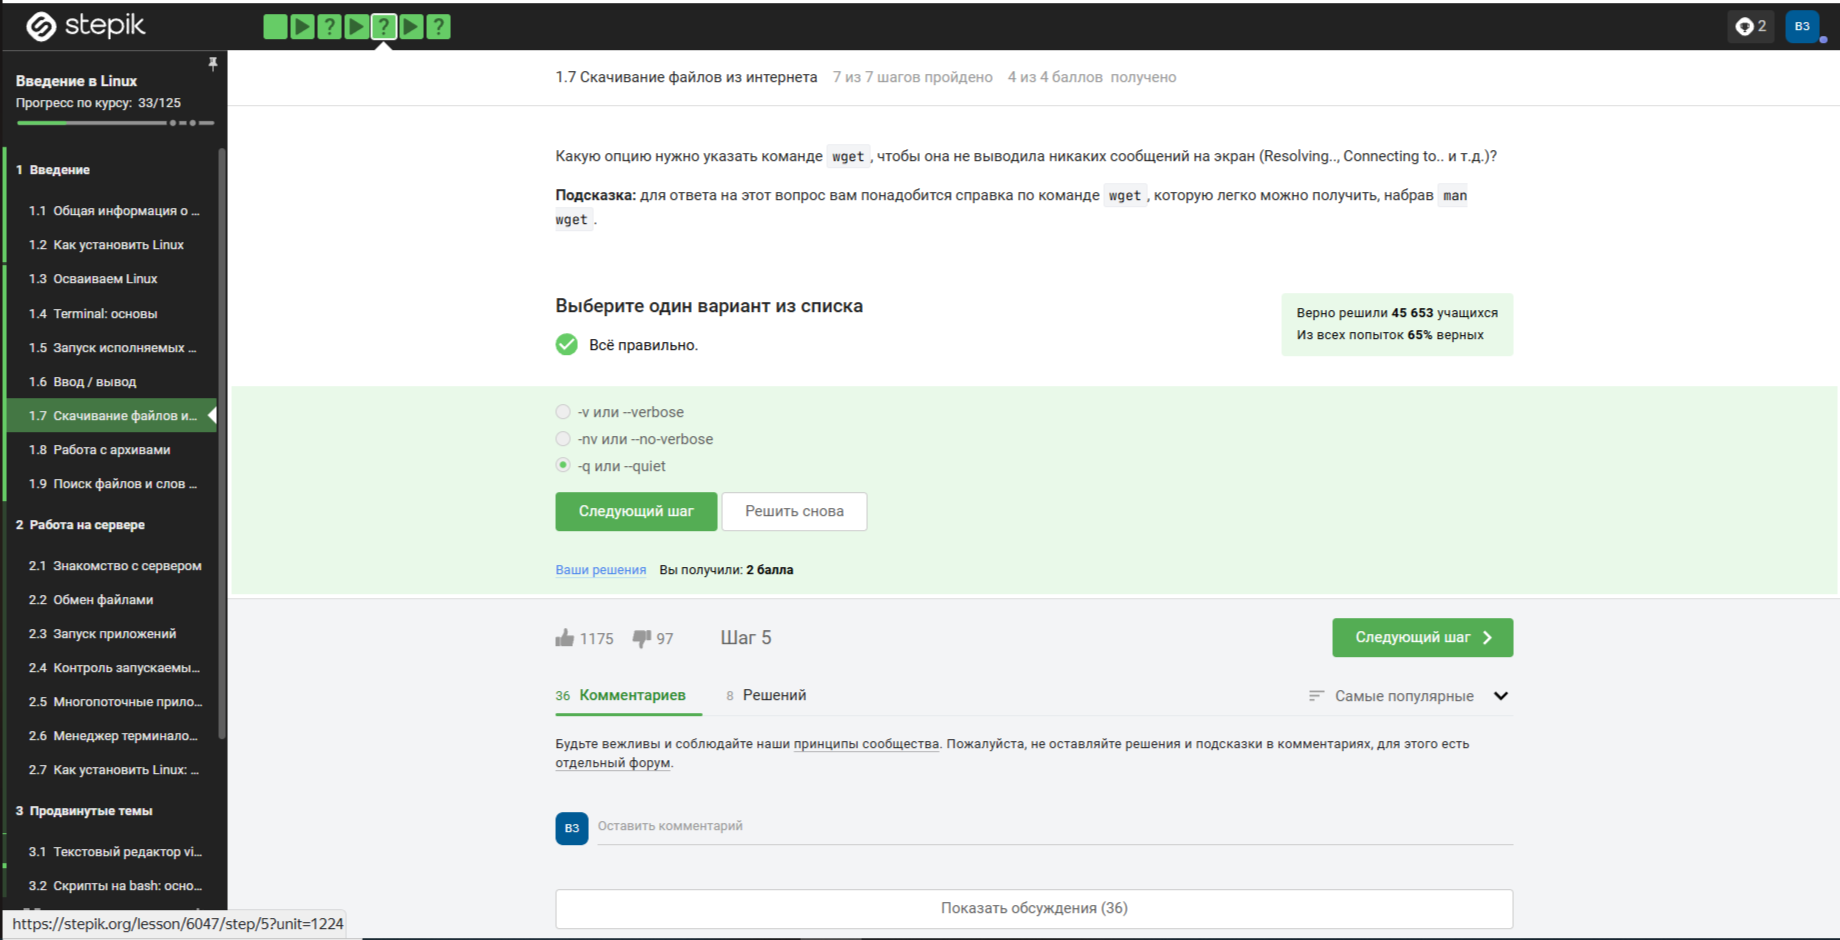 stepik
?
?
?
2
ВЗ
Введение в Linux
Прогресс по курсу: 33/125
1 Введение
1.1 Общая информация о ...
1.2 Как установить Linux
1.3 Осваиваем Linux
1.4 Terminal: основы
1.5 Запуск исполняемых ...
1.6 Ввод / вывод
1.7 Скачивание файлов и...
1.8 Работа с архивами
1.9 Поиск файлов и слов ...
2 Работа на сервере
2.1 Знакомство с сервером
2.2 Обмен файлами
2.3 Запуск приложений
2.4 Контроль запускаемы...
2.5 Многопоточные прило...
2.6 Менеджер терминало...
2.7 Как установить Linux: ...
3 Продвинутые темы
3.1 Текстовый редактор vi...
3.2 Скрипты на bash: осно...
https://stepik.org/lesson/6047/step/5?unit=1224
1.7 Скачивание файлов из интернета 7 из 7 шагов пройдено 4 из 4 баллов получено
Какую опцию нужно указать команде wget, чтобы она не выводила никаких сообщений на экран (Resolving.., Connecting to.. и т.д.)?
Подсказка: для ответа на этот вопрос вам понадобится справка по команде wget, которую легко можно получить, набрав man
wget.
Выберите один вариант из списка
Всё правильно.
Верно решили 45 653 учащихся
Из всех попыток 65% верных
-v или --verbose
-nv или --no-verbose
-q или --quiet
Следующий шаг
Решить снова
Ваши решения Вы получили: 2 балла
1175 97 Шаг 5
Следующий шаг
36 Комментариев 8 Решений
Самые популярные
Будьте вежливы и соблюдайте наши принципы сообщества. Пожалуйста, не оставляйте решения и подсказки в комментариях, для этого есть
отдельный форум.
ВЗ Оставить комментарий
Показать обсуждения (36)